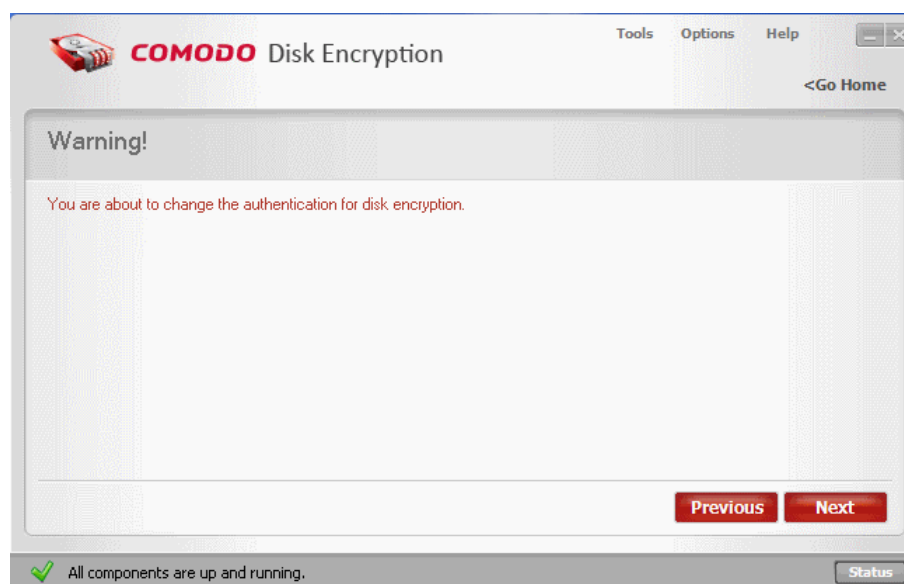 COMODO Disk Encryption
Tools Options Help
<Go Home
Warning!
You are about to change the authentication for disk encryption.
Previous Next
All components are up and running.
Status